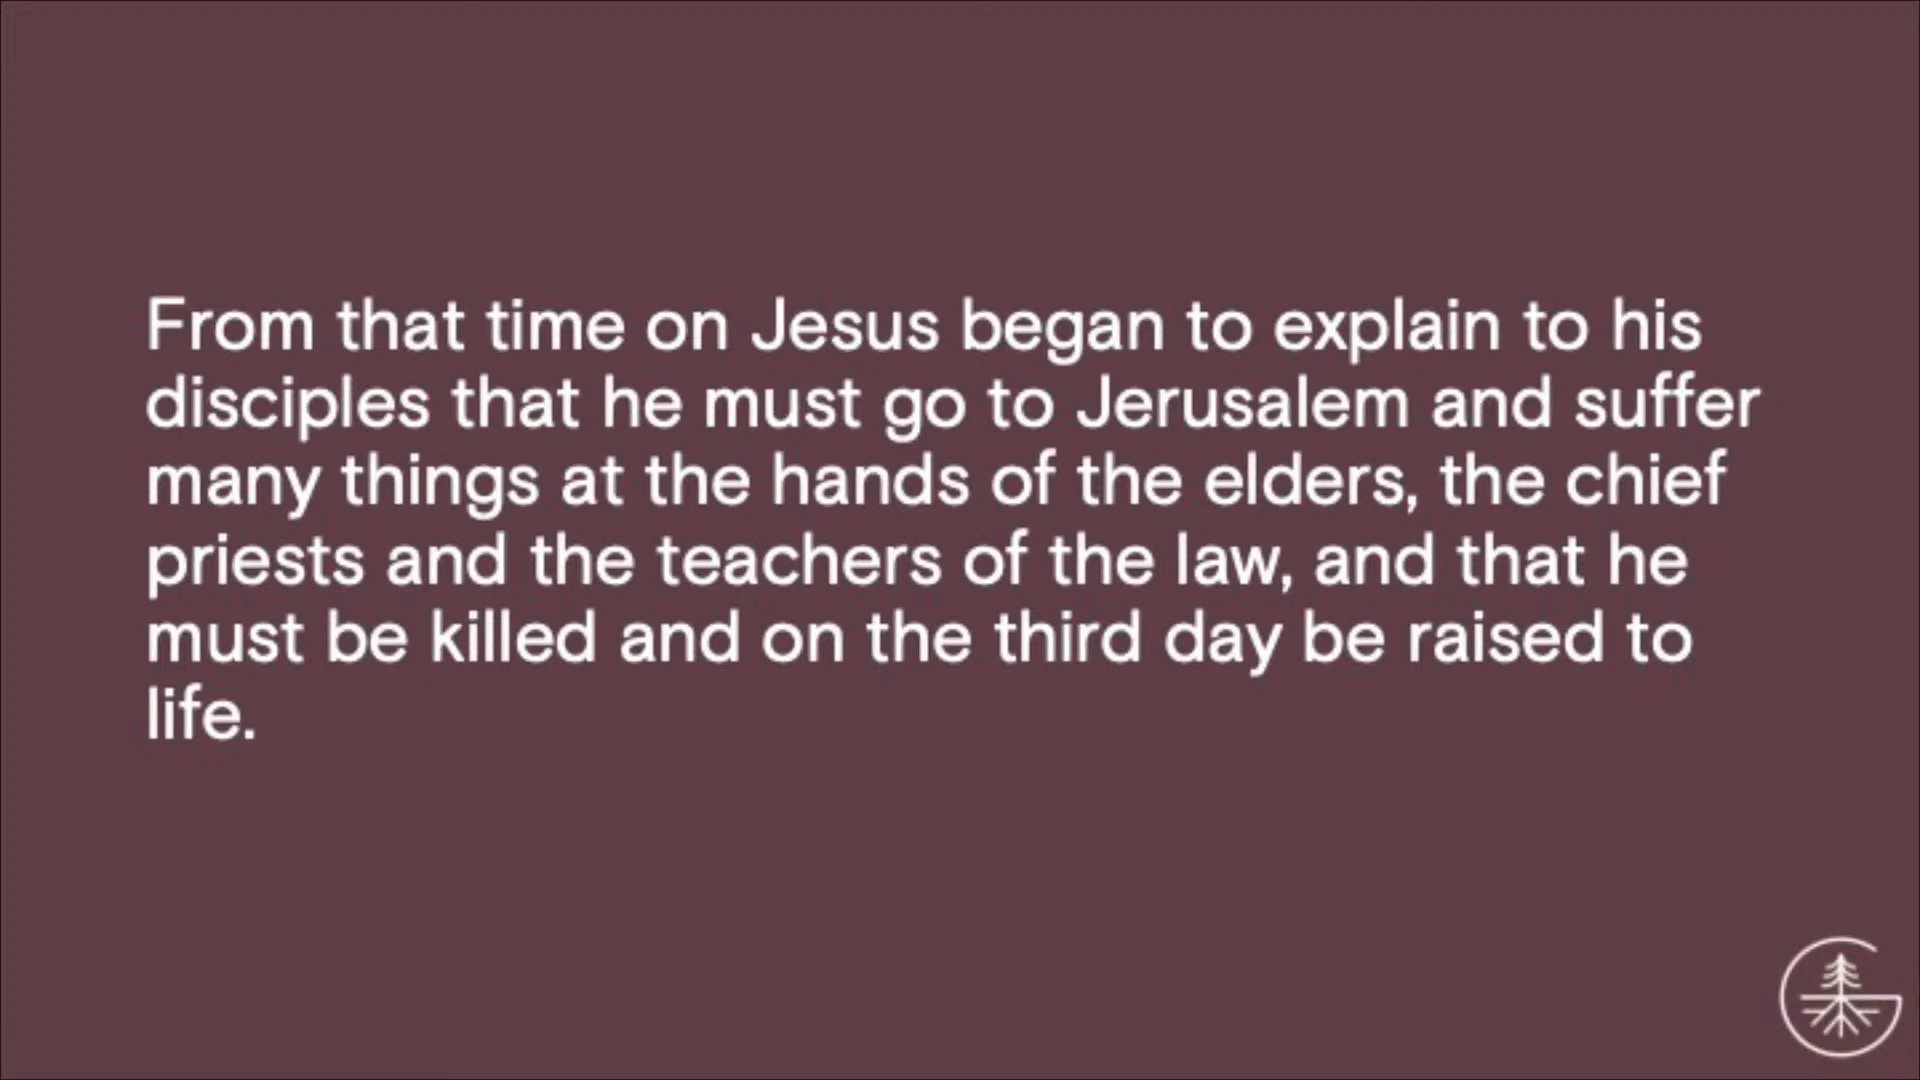 From that time on Jesus began to explain to his
disciples that he must go to Jerusalem and suffer
many things at the hands of the elders, the chief
priests and the teachers of the law, and that he
must be killed and on the third day be raised to
life.